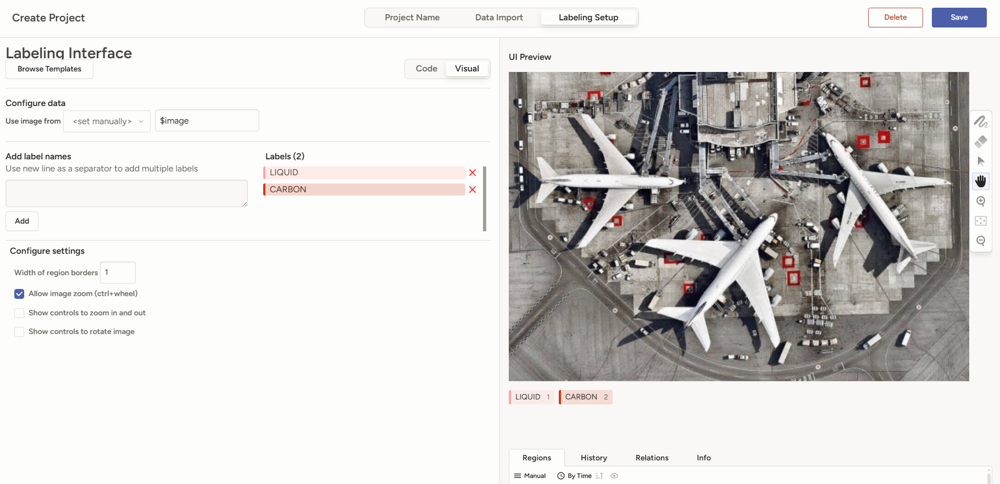 Create Project
Project Name
Data Import
Labeling Setup
Delete
Save
Labeling Interface
Browse Templates
Code
Visual
Configure data
Use image from
<set manually>
$image
Add label names
Use new line as a separator to add multiple labels
Add
Labels (2)
LIQUID
CARBON
Configure settings
Width of region borders
1
Allow image zoom (ctrl+wheel)
Show controls to zoom in and out
Show controls to rotate image
UI Preview
LIQUID 1
CARBON 2
Regions
History
Relations
Info
Manual
By Time